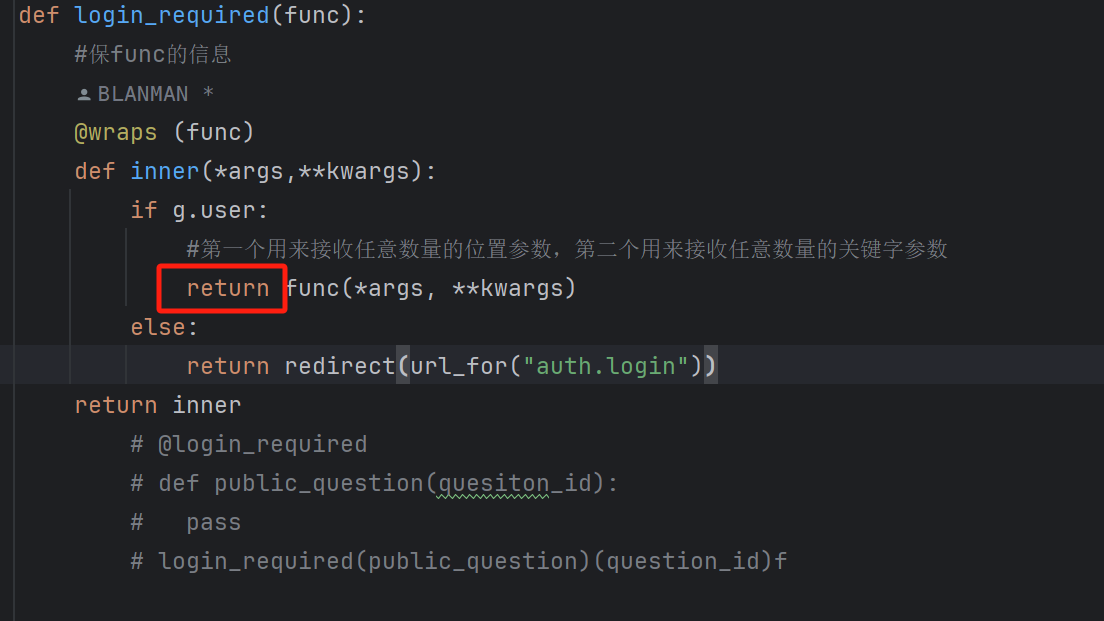 def login_required(func):
#保func的信息
BLANMAN *
@wraps (func)
def inner(*args,**kwargs):
if g.user:
#第一个用来接收任意数量的位置参数，第二个用来接收任意数量的关键字参数
return func(*args, **kwargs)
else:
return redirect(url_for("auth.login"))
return inner
# @login_required
# def public_question(quesiton_id):
#   pass
# login_required(public_question)(question_id)f